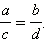 a/c = b/d.